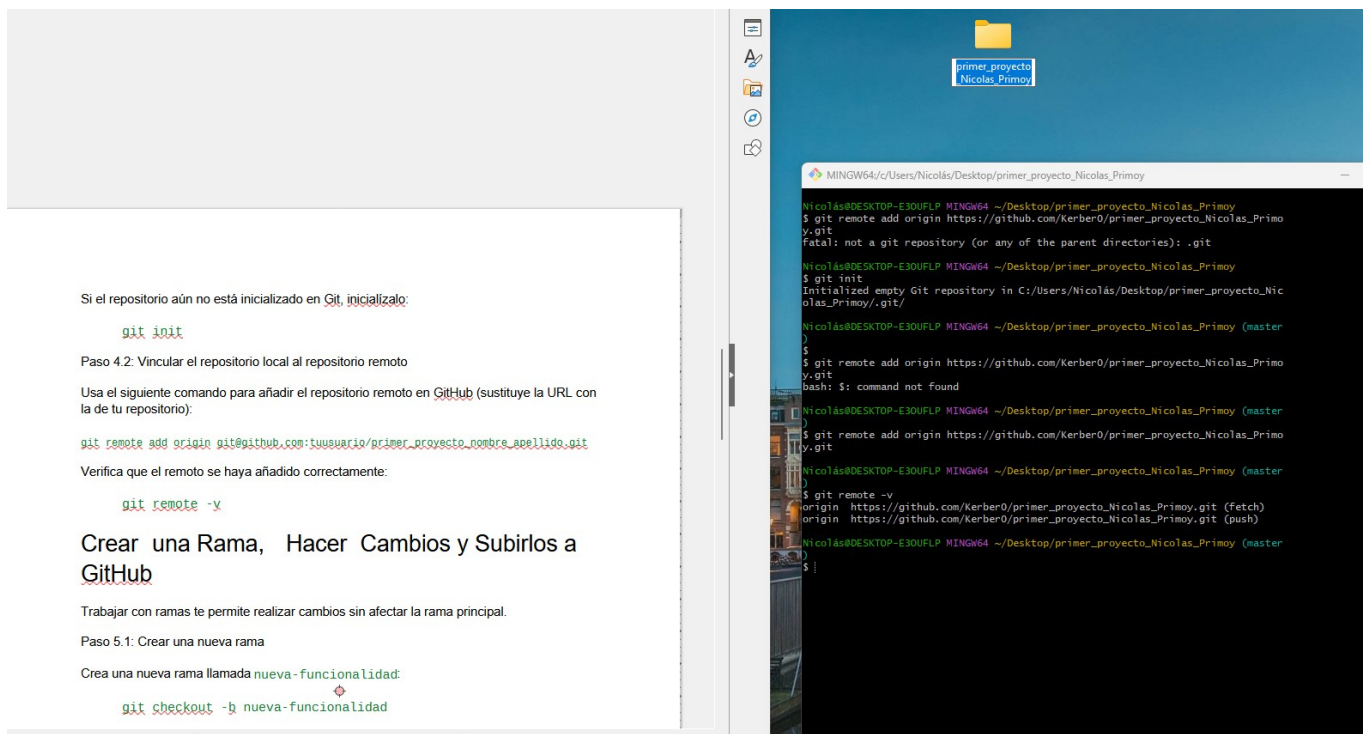 Si el repositorio aún no está inicializado en Git, inicialízalo:
git init
Paso 4.2: Vincular el repositorio local al repositorio remoto
Usa el siguiente comando para añadir el repositorio remoto en GitHub (sustituye la URL con
la de tu repositorio):
git remote add origin git@github.com:tuusuario/primer_proyecto_nombre_apellido.git
Verifica que el remoto se haya añadido correctamente:
git remote -v
Crear una Rama, Hacer Cambios y Subirlos a
GitHub
Trabajar con ramas te permite realizar cambios sin afectar la rama principal.
Paso 5.1: Crear una nueva rama
Crea una nueva rama llamada nueva-funcionalidad:
git checkout -b nueva-funcionalidad
primer_proyecto
_Nicolas_Primoy
MINGW64:/c/Users/Nicolás/Desktop/primer_proyecto_Nicolas_Primoy
Nicolás@DESKTOP-E3OUFLP MINGW64 ~/Desktop/primer_proyecto_Nicolas_Primoy
$ git remote add origin https://github.com/Kerber0/primer_proyecto_Nicolas_Primo
y.git
fatal: not a git repository (or any of the parent directories): .git
Nicolás@DESKTOP-E3OUFLP MINGW64 ~/Desktop/primer_proyecto_Nicolas_Primoy
$ git init
Initialized empty Git repository in C:/Users/Nicolás/Desktop/primer_proyecto_Nic
olas_Primoy/.git/
Nicolás@DESKTOP-E3OUFLP MINGW64 ~/Desktop/primer_proyecto_Nicolas_Primoy (master
)
$
$ git remote add origin https://github.com/Kerber0/primer_proyecto_Nicolas_Primo
y.git
bash: $: command not found
Nicolás@DESKTOP-E3OUFLP MINGW64 ~/Desktop/primer_proyecto_Nicolas_Primoy (master
)
$ git remote add origin https://github.com/Kerber0/primer_proyecto_Nicolas_Primo
y.git
Nicolás@DESKTOP-E3OUFLP MINGW64 ~/Desktop/primer_proyecto_Nicolas_Primoy (master
)
$ git remote -v
origin https://github.com/Kerber0/primer_proyecto_Nicolas_Primoy.git (fetch)
origin https://github.com/Kerber0/primer_proyecto_Nicolas_Primoy.git (push)
Nicolás@DESKTOP-E3OUFLP MINGW64 ~/Desktop/primer_proyecto_Nicolas_Primoy (master
)
$